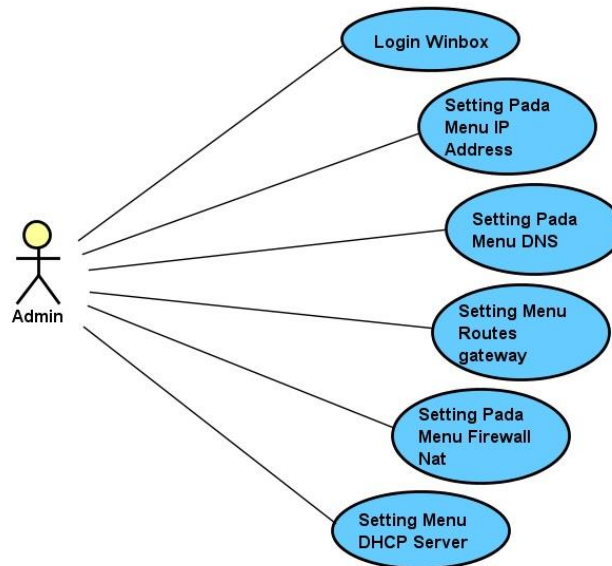 Login Winbox
Setting Pada
Menu IP
Address
Setting Pada
Menu DNS
Admin
Setting Menu
Routes
gateway
Setting Pada
Menu Firewall
Nat
Setting Menu
DHCP Server